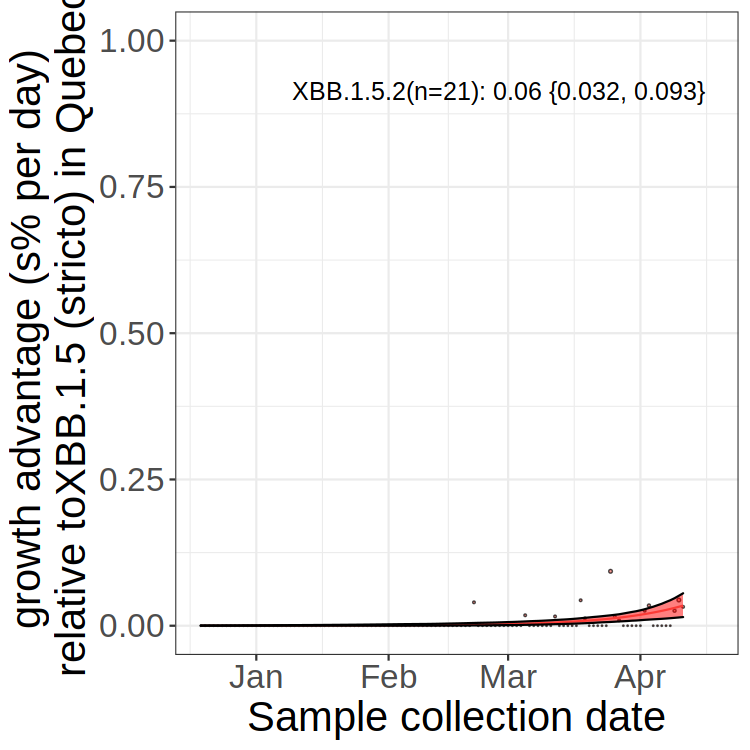 growth advantage (s% per day)
relative toXBB.1.5 (stricto) in Quebec
1.00
0.75
0.50
0.25
0.00
XBB.1.5.2(n=21): 0.06 {0.032, 0.093}
Jan Feb Mar Apr
Sample collection date